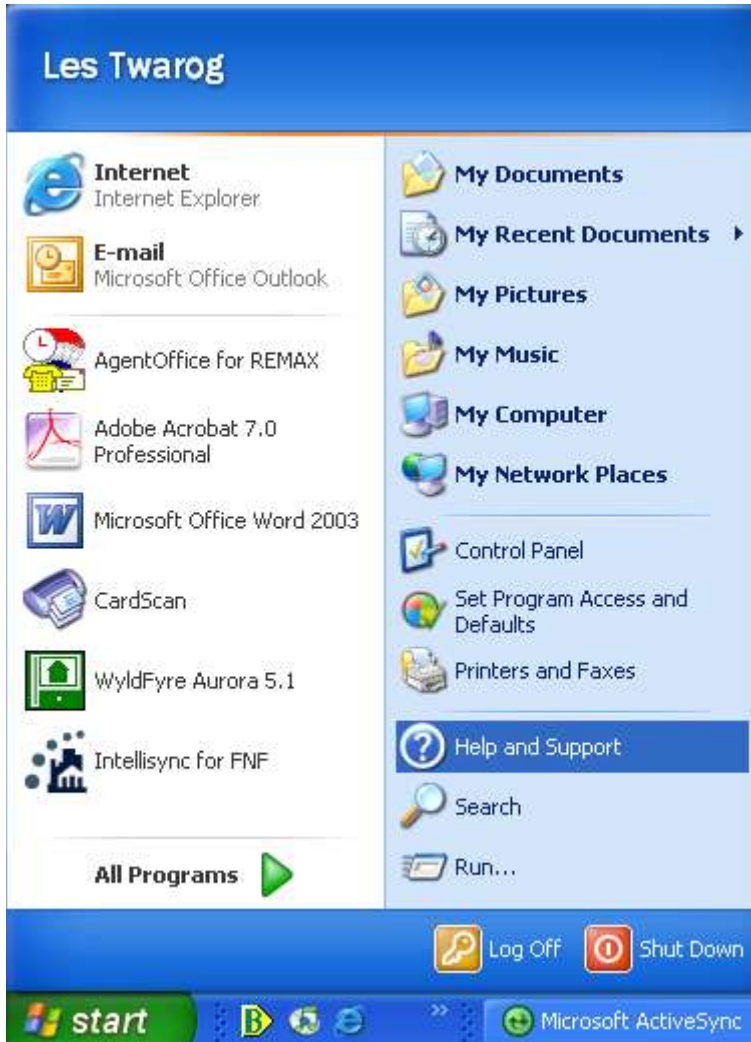 Les Twarog
Internet
Internet Explorer
E-mail
Microsoft Office Outlook
AgentOffice for REMAX
Adobe Acrobat 7.0
Professional
Microsoft Office Word 2003
CardScan
WyldFyre Aurora 5.1
Intellisync for FNF
All Programs
My Documents
My Recent Documents
My Pictures
My Music
My Computer
My Network Places
Control Panel
Set Program Access and
Defaults
Printers and Faxes
Help and Support
Search
Run...
Log Off
Shut Down
start
B
Microsoft ActiveSync